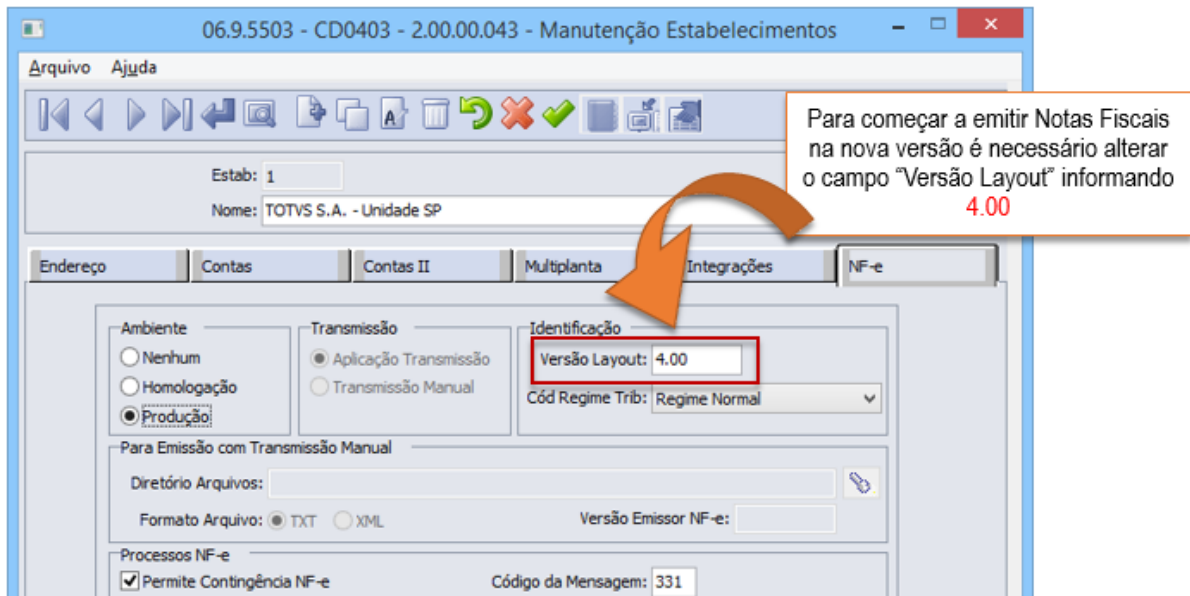 06.9.5503 - CD0403 - 2.00.00.043 - Manutenção Estabelecimentos
Arquivo Ajuda
Para começar a emitir Notas Fiscais
na nova versão é necessário alterar
o campo “Versão Layout” informando
4.00
Estab: 1
Nome: TOTVS S.A. - Unidade SP
Endereço Contas Contas II Multiplanta Integrações NF-e
Ambiente Transmissão Identificação
Nenhum Aplicação Transmissão Versão Layout: 4.00
Homologação Transmissão Manual Cód Regime Trib: Regime Normal
Produção
Para Emissão com Transmissão Manual
Diretório Arquivos:
Formato Arquivo: TXT XML Versão Emissor NF-e:
Processos NF-e
Permite Contingência NF-e Código da Mensagem: 331